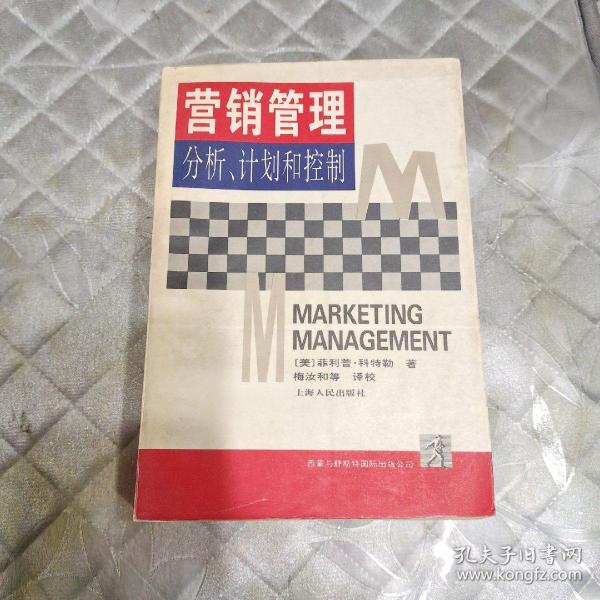 营销管理
分析、计划和控制
M
M
MARKETING
MANAGEMENT
〔美〕菲利普·科特勒 著
梅汝和等 译校
上海人民出版社
西蒙与舒斯特国际出版公司
孔夫子旧书网
www.kongfz.com